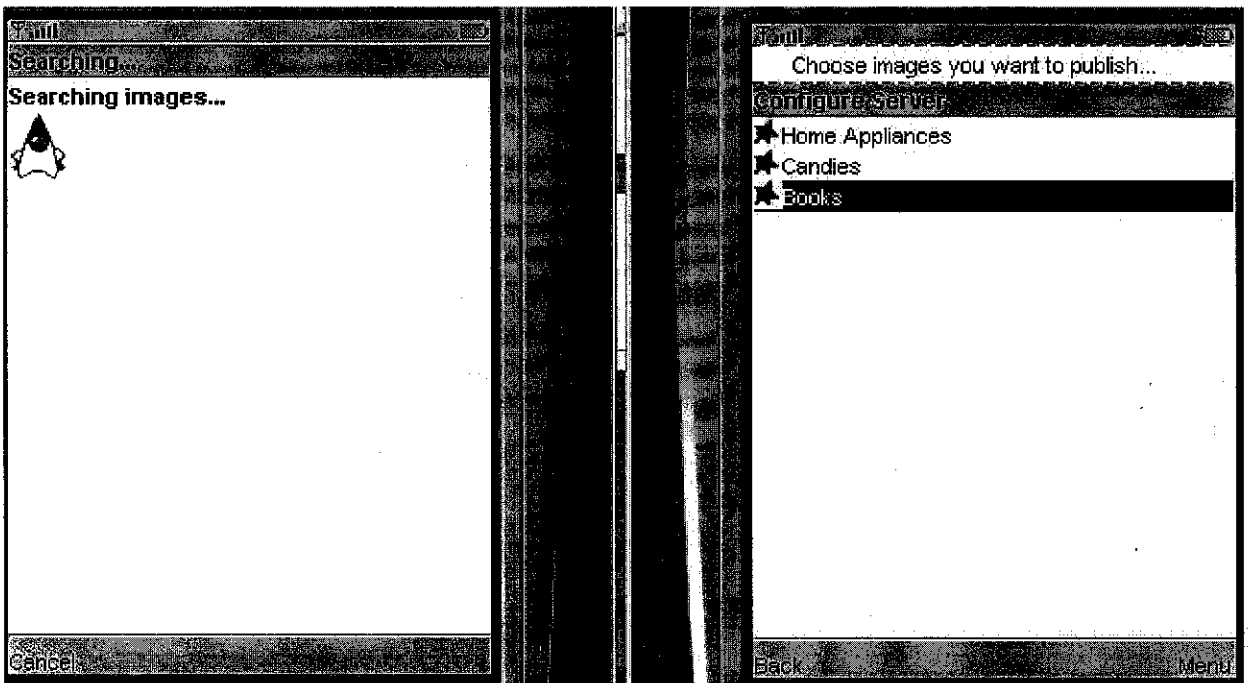 Searching...
Searching images...
Cancel
Choose images you want to publish...
Configure Server
Home Appliances
Candies
Books
Back
Menu